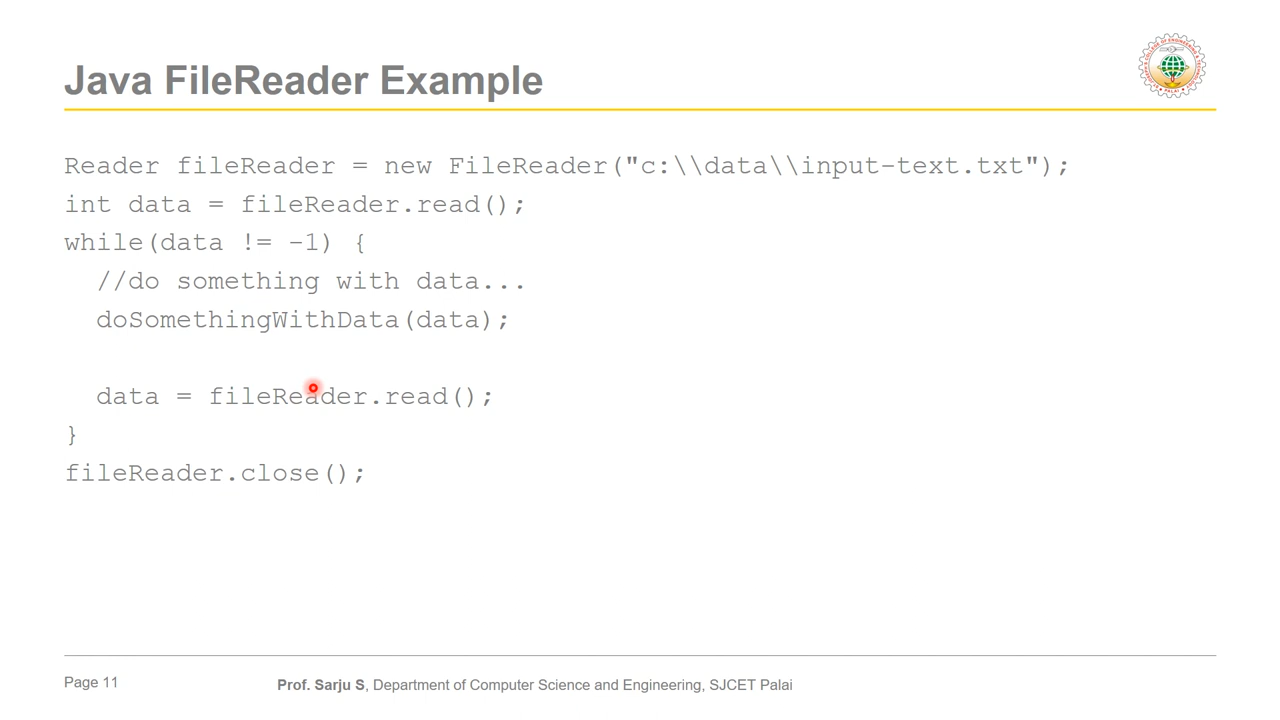 Java FileReader Example
Reader fileReader = new FileReader("c:\\data\\input-text.txt");
int data = fileReader.read();
while(data != -1) {
//do something with data...
doSomethingWithData(data);
data = fileReader.read();
}
fileReader.close();
Page 11
Prof. Sarju S, Department of Computer Science and Engineering, SJCET Palai